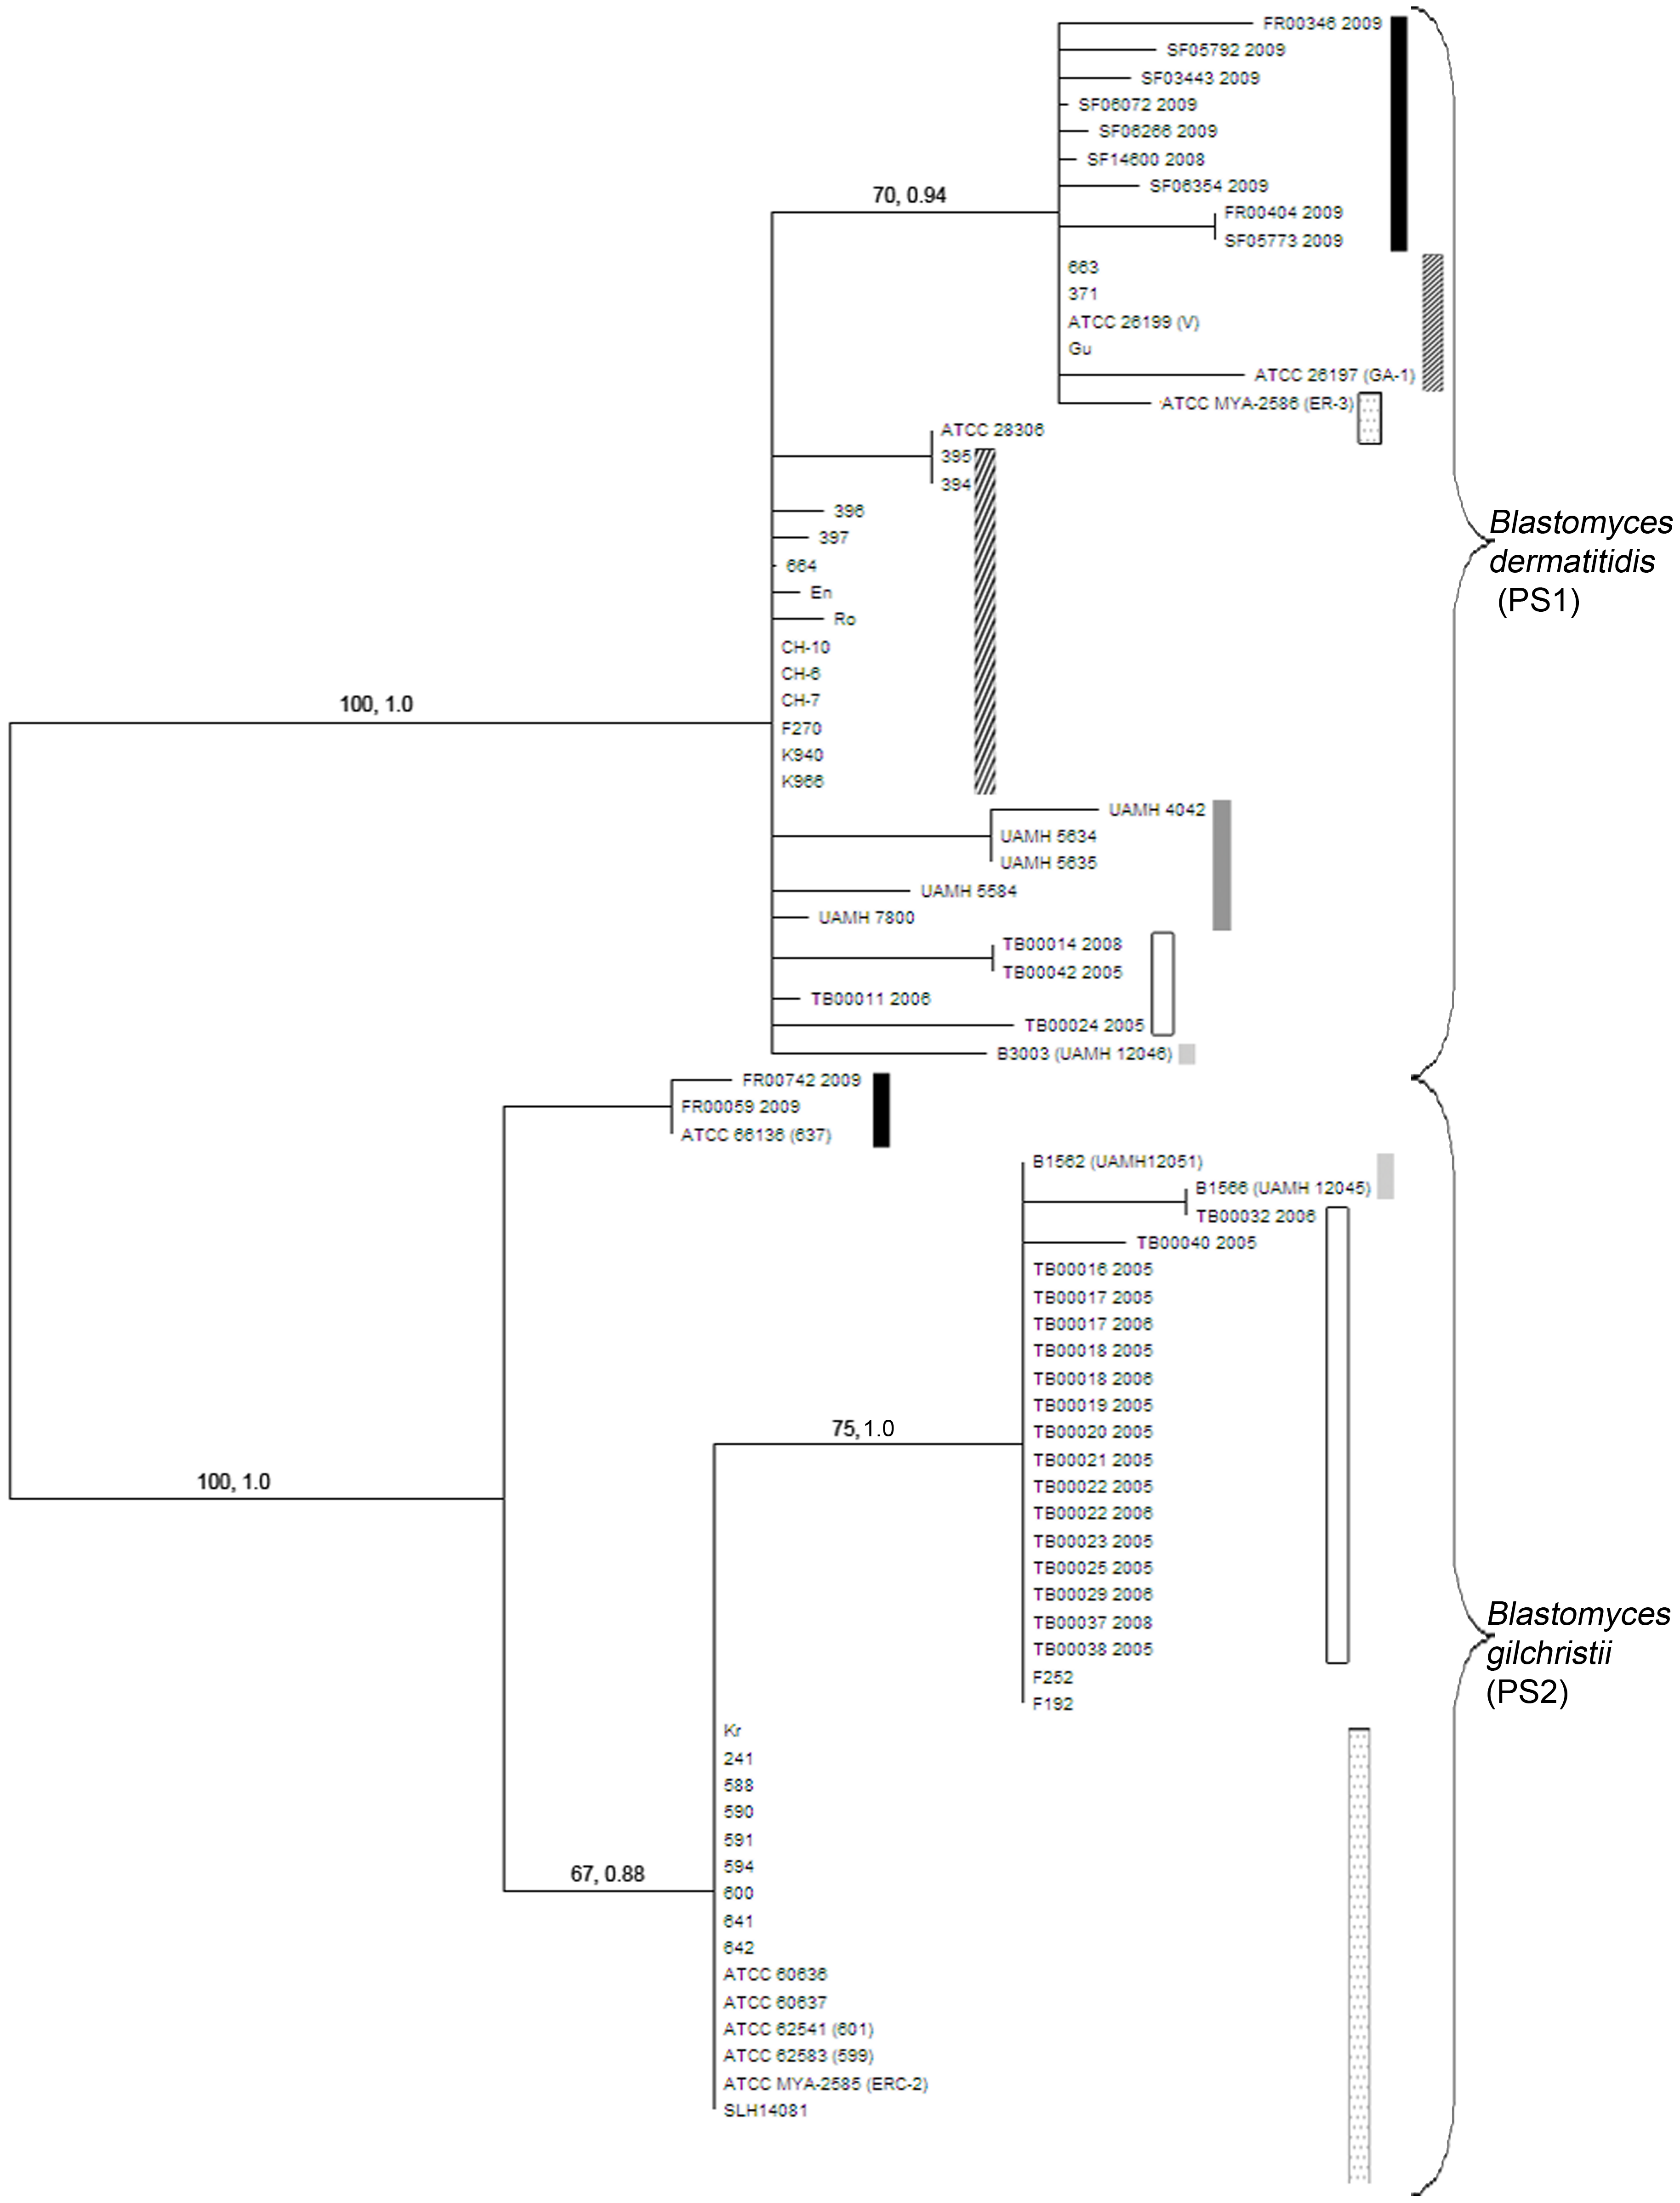 FR00346 2009
SF05792 2009
SF03443 2009
SF06072 2009
SF06266 2009
SF14600 2008
SF06354 2009
70, 0.94
FR00404 2009
SF05773 2009
663
371
ATCC 26199 (V)
Gu
ATCC 26197 (GA-1)
ATCC MYA-2586 (ER-3)
ATCC 28306
395
394
396
397
664
En
Ro
CH-10
CH-6
CH-7
100, 1.0
F270
K940
K966
Blastomyces
dermatitidis
(PS1)
UAMH 4042
UAMH 5634
UAMH 5635
UAMH 5584
UAMH 7800
TB00014 2008
TB00042 2005
TB00011 2006
TB00024 2005
B3003 (UAMH 12046)
FR00742 2009
FR00059 2009
ATCC 66136 (637)
B1562 (UAMH12051)
B1566 (UAMH 12045)
TB00032 2006
TB00040 2005
TB00016 2005
TB00017 2005
TB00017 2006
TB00018 2005
TB00018 2006
TB00019 2005
75, 1.0
TB00020 2005
TB00021 2005
100, 1.0
TB00022 2005
TB00022 2006
TB00023 2005
TB00025 2005
TB00029 2006
TB00037 2008
TB00038 2005
F252
F192
Blastomyces
gilchristii
(PS2)
Kr
241
588
590
591
594
67, 0.88
600
641
642
ATCC 60636
ATCC 60637
ATCC 62541 (601)
ATCC 62583 (599)
ATCC MYA-2585 (ERC-2)
SLH14081